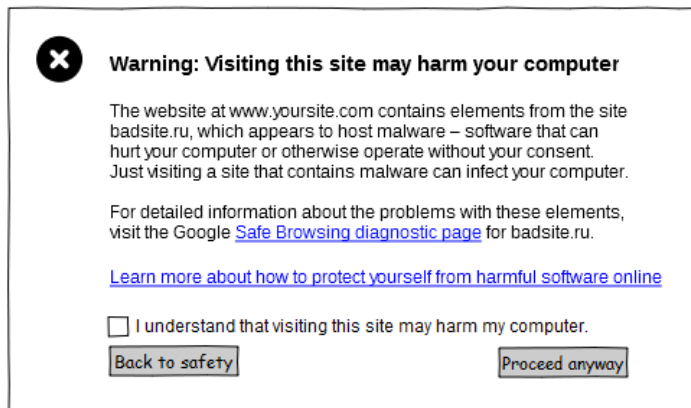 Warning: Visiting this site may harm your computer
The website at www.yoursite.com contains elements from the site
badsite.ru, which appears to host malware – software that can
hurt your computer or otherwise operate without your consent.
Just visiting a site that contains malware can infect your computer.
For detailed information about the problems with these elements,
visit the Google Safe Browsing diagnostic page for badsite.ru.
Learn more about how to protect yourself from harmful software online
I understand that visiting this site may harm my computer.
Back to safety Proceed anyway